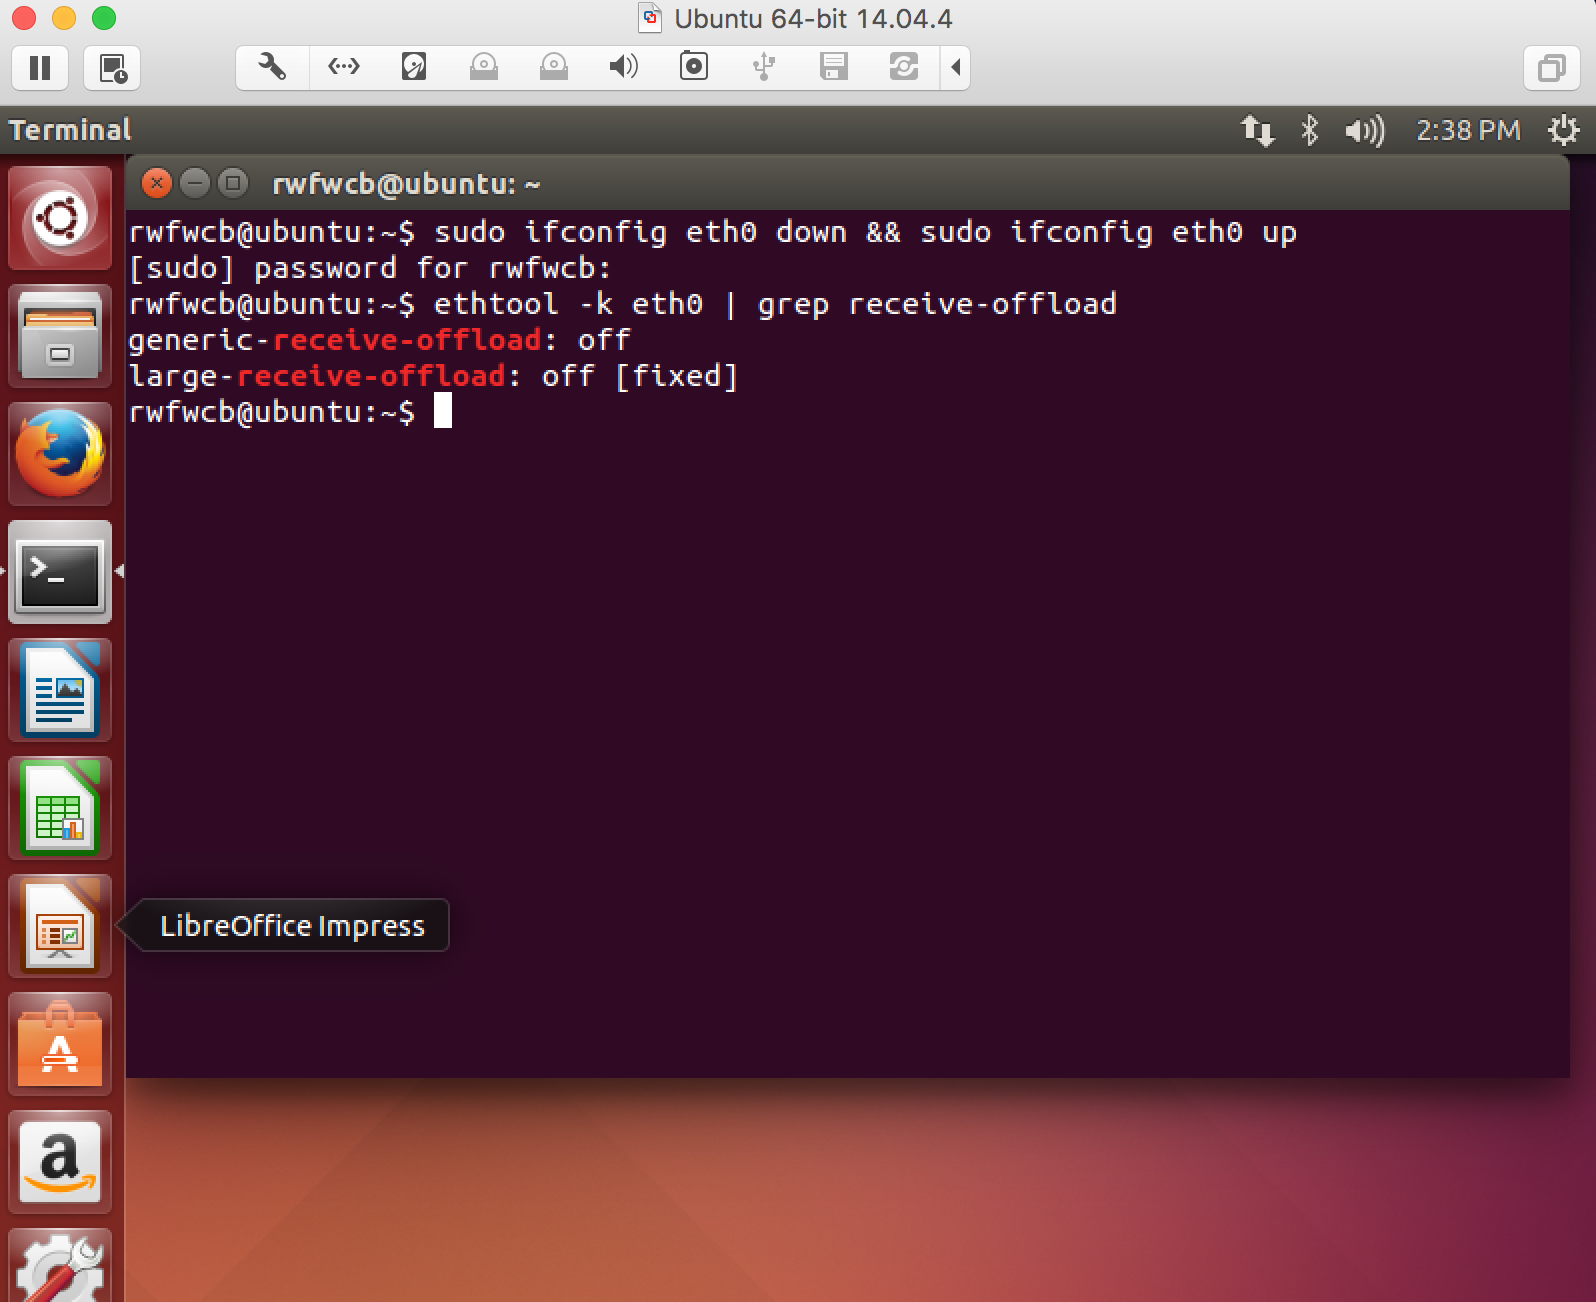 Ubuntu 64-bit 14.04.4
Terminal
2:38 PM
rwfwcb@ubuntu: ~
rwfwcb@ubuntu:~$ sudo ifconfig eth0 down && sudo ifconfig eth0 up
[sudo] password for rwfwcb:
rwfwcb@ubuntu:~$ ethtool -k eth0 | grep receive-offload
generic-receive-offload: off
large-receive-offload: off [fixed]
rwfwcb@ubuntu:~$
LibreOffice Impress